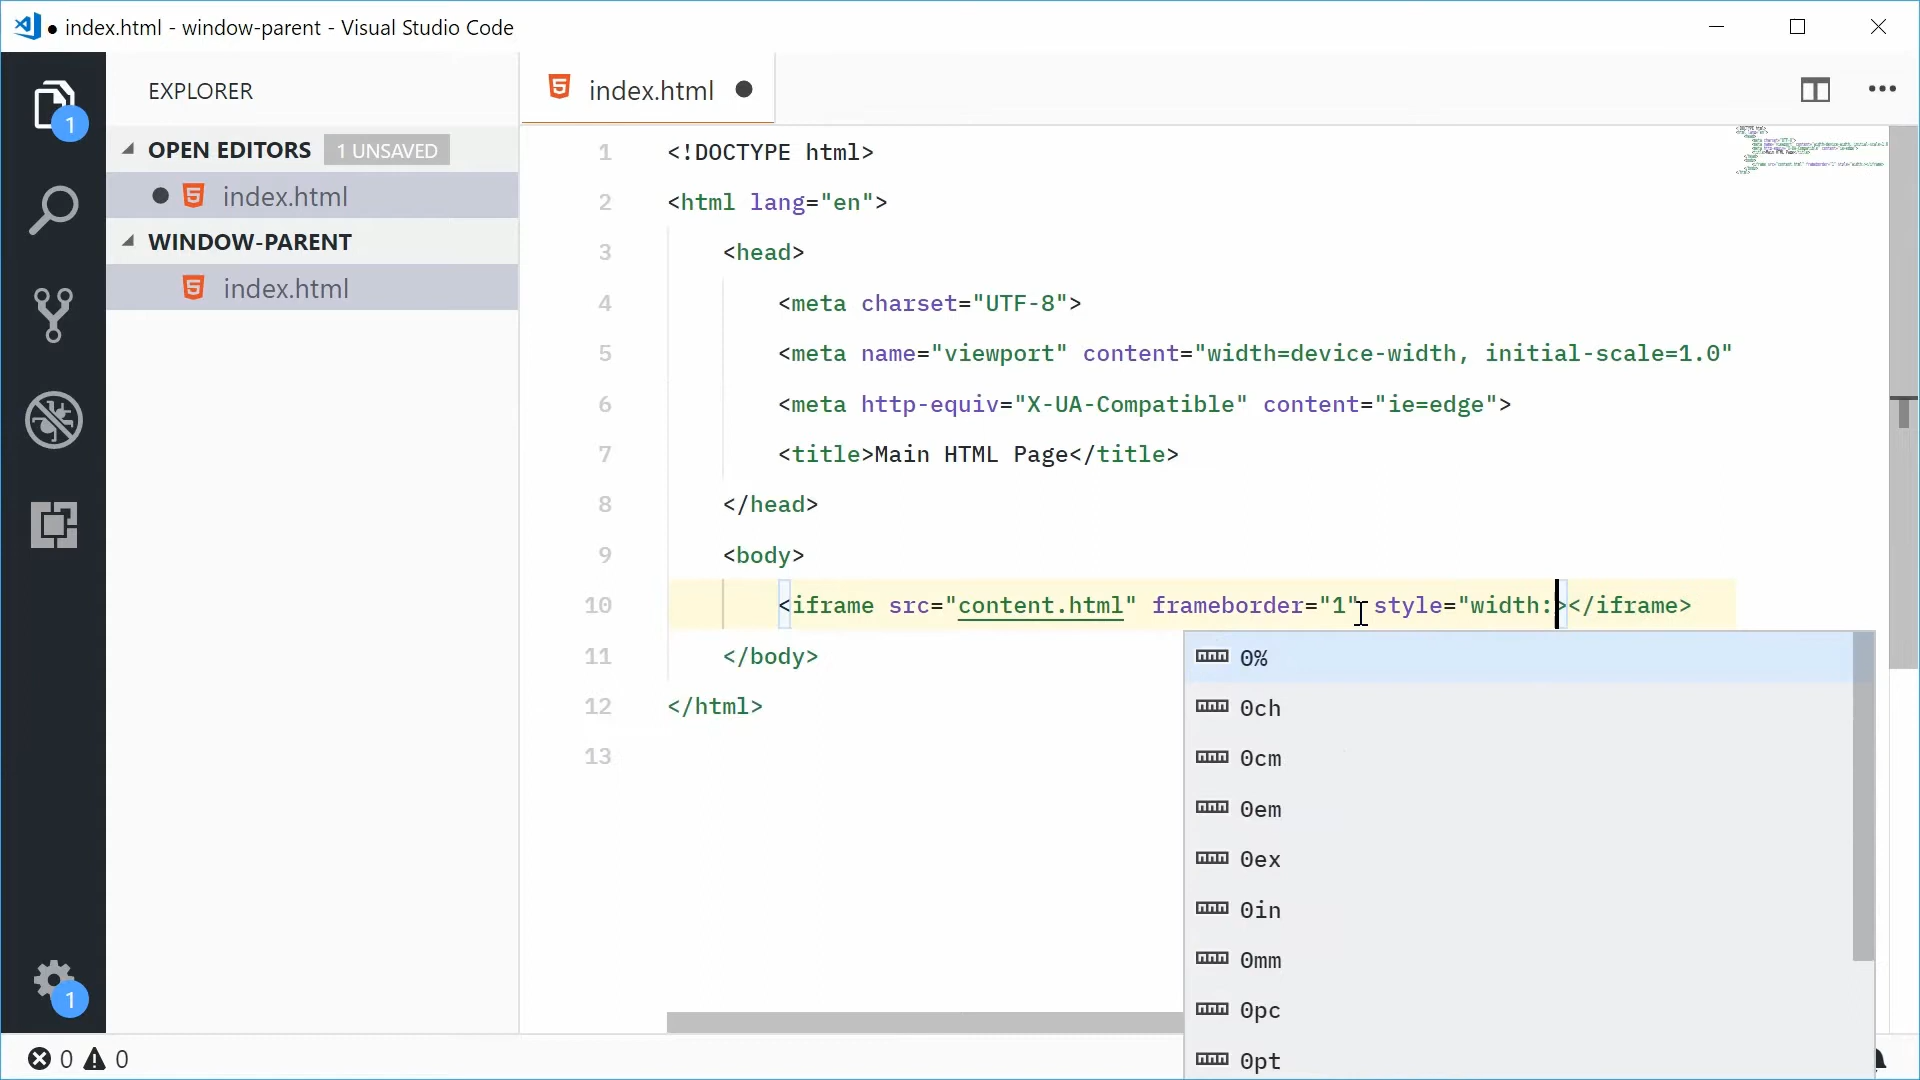 index.html - window-parent - Visual Studio Code
EXPLORER
OPEN EDITORS 1 UNSAVED
index.html
WINDOW-PARENT
index.html
1
1
index.html
1 <!DOCTYPE html>
2 <html lang="en">
3 <head>
4 <meta charset="UTF-8">
5 <meta name="viewport" content="width=device-width, initial-scale=1.0"
6 <meta http-equiv="X-UA-Compatible" content="ie=edge">
7 <title>Main HTML Page</title>
8 </head>
9 <body>
10 <iframe src="content.html" frameborder="1" style="width:></iframe>
11 </body>
12 </html>
13
0%
0ch
0cm
0em
0ex
0in
0mm
0pc
0pt
0 0